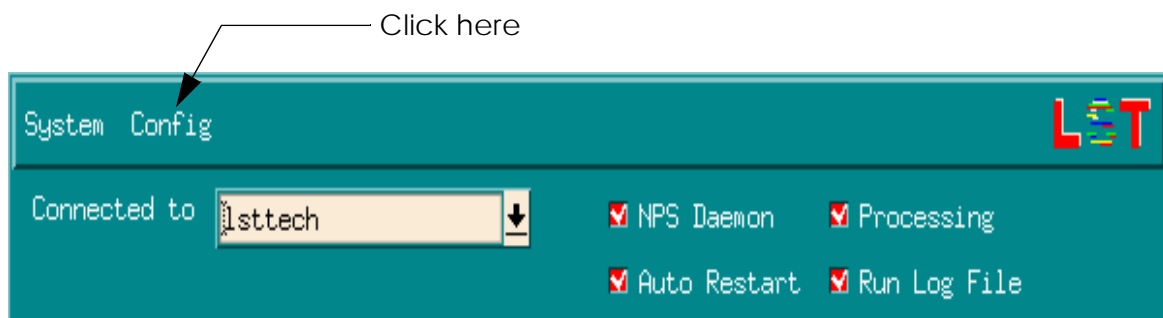 Click here
System Config
LST
Connected to lsttech
NPS Daemon Processing
Auto Restart Run Log File